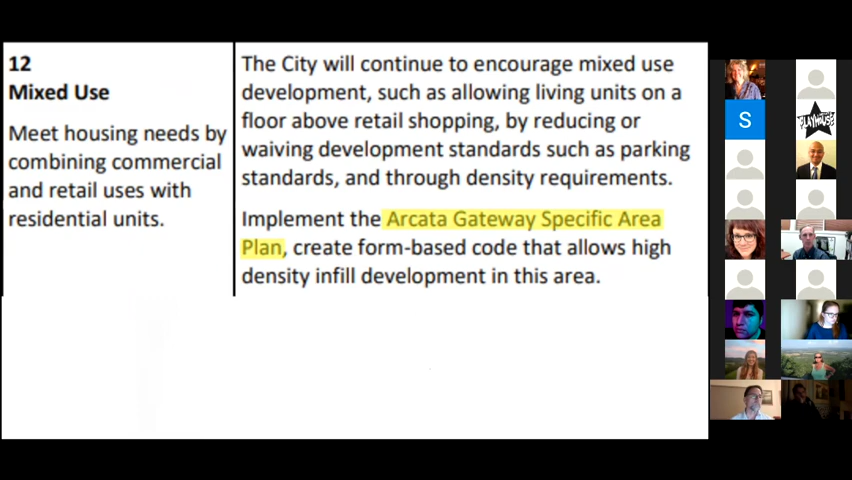 12
Mixed Use
Meet housing needs by
combining commercial
and retail uses with
residential units.
The City will continue to encourage mixed use
development, such as allowing living units on a
floor above retail shopping, by reducing or
waiving development standards such as parking
standards, and through density requirements.
Implement the Arcata Gateway Specific Area
Plan, create form-based code that allows high
density infill development in this area.
S
PLAYHOUSE